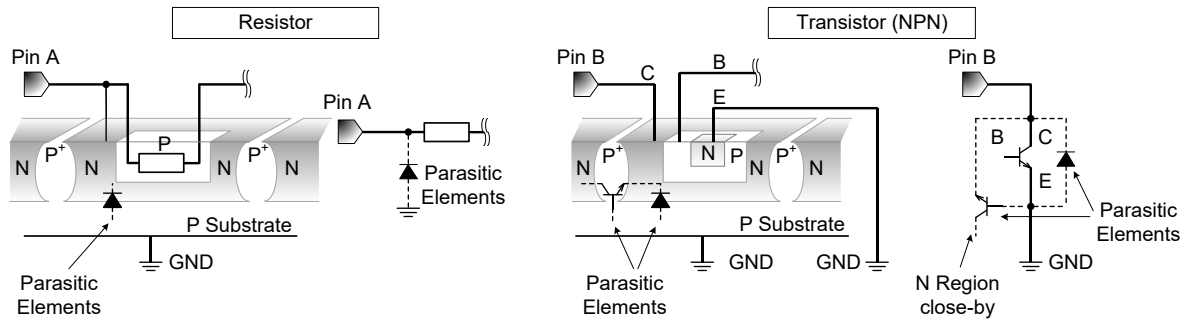 Resistor
Transistor (NPN)
Pin A
Pin A
N
P+
N
P
P+
N
N
Parasitic
Elements
P Substrate
GND
Parasitic
Elements
Pin B
C
B
E
N
P+
N
N
P
P+
N
N
P Substrate
GND
GND
Parasitic
Elements
Pin B
B
C
E
Parasitic
Elements
GND
N Region
close-by